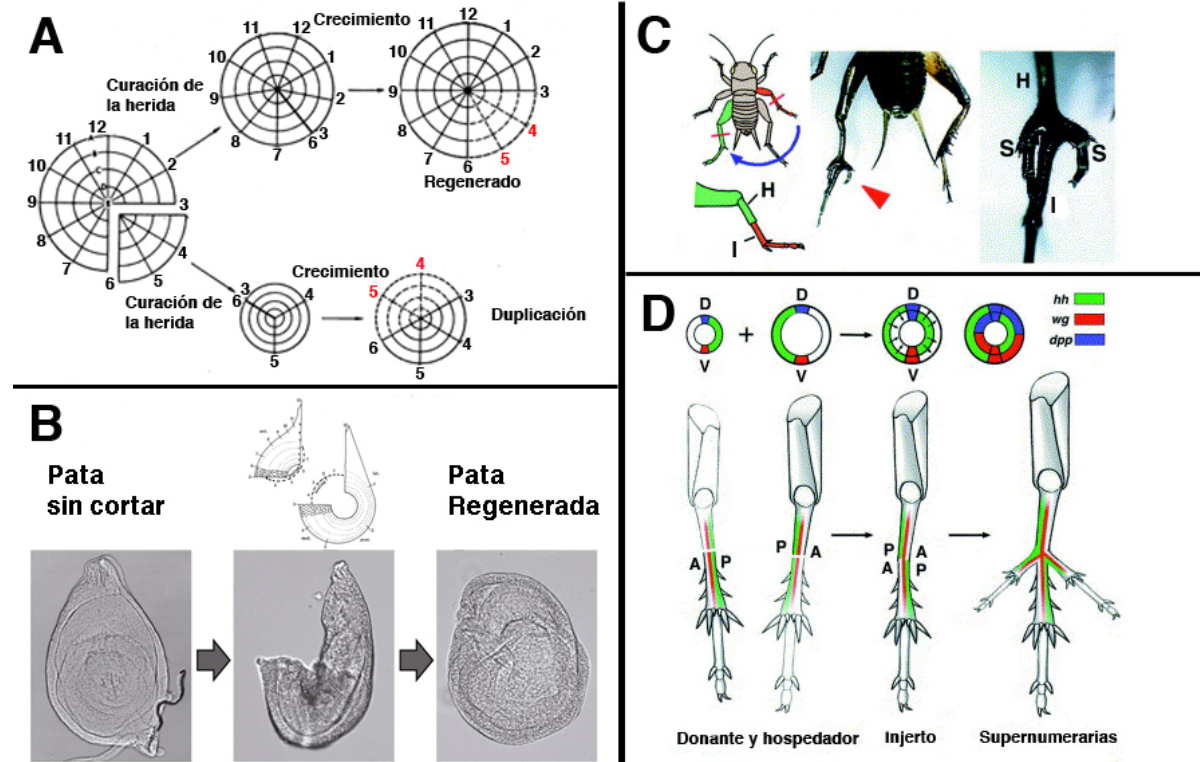 A
Crecimiento
Curación de
la herida
11 12 1
10 2
9 3
8 7 6
12
11 1
10 2
9 3
8 4
7 5
6
Regenerado
12
11 1
10 2
9 3
8 4
7 5
6
Curación de
la herida
Crecimiento
3
6 4
5
4
5 3
6 4
5
Duplicación
B
Pata
sin cortar
Pata
Regenerada
C
H
I
H
S S
I
D
D D D
+
V V V
hh
wg
dpp
A P
P A
P A
A P
Donante y hospedador
Injerto
Supernumerarias